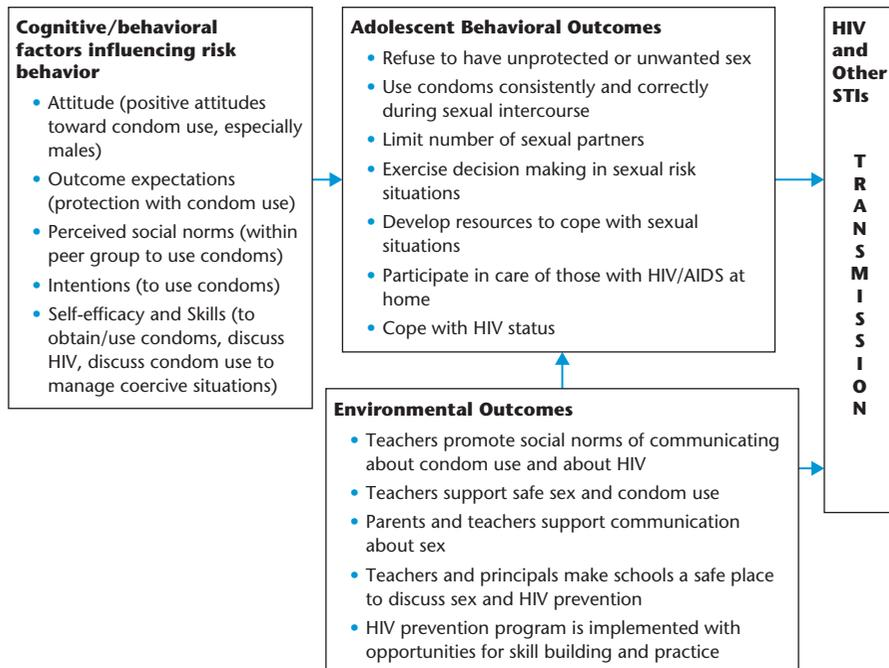 Cognitive/behavioral
factors influencing risk
behavior
• Attitude (positive attitudes
toward condom use, especially
males)
• Outcome expectations
(protection with condom use)
• Perceived social norms (within
peer group to use condoms)
• Intentions (to use condoms)
• Self-efficacy and Skills (to
obtain/use condoms, discuss
HIV, discuss condom use to
manage coercive situations)
Adolescent Behavioral Outcomes
• Refuse to have unprotected or unwanted sex
• Use condoms consistently and correctly
during sexual intercourse
• Limit number of sexual partners
• Exercise decision making in sexual risk
situations
• Develop resources to cope with sexual
situations
• Participate in care of those with HIV/AIDS at
home
• Cope with HIV status
Environmental Outcomes
• Teachers promote social norms of communicating
about condom use and about HIV
• Teachers support safe sex and condom use
• Parents and teachers support communication
about sex
• Teachers and principals make schools a safe place
to discuss sex and HIV prevention
• HIV prevention program is implemented with
opportunities for skill building and practice
HIV
and
Other
STIs
T
R
A
N
S
M
I
S
S
I
O
N